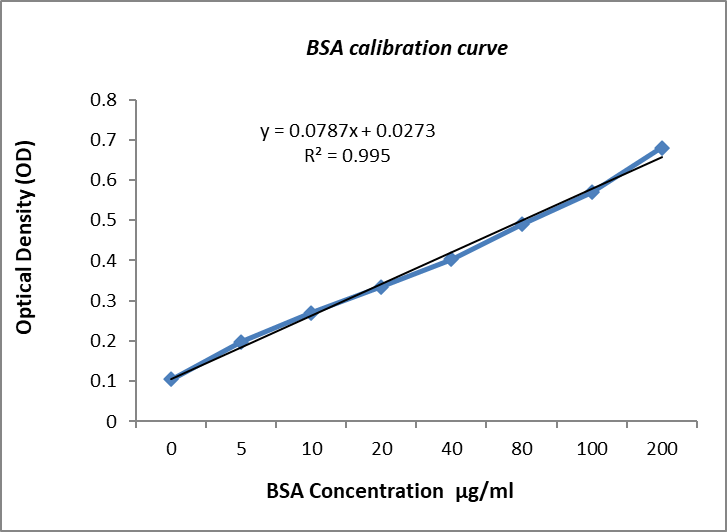 BSA calibration curve
y = 0.0787x + 0.0273
R² = 0.995
Optical Density (OD)
0.8
0.7
0.6
0.5
0.4
0.3
0.2
0.1
0
0 5 10 20 40 80 100 200
BSA Concentration µg/ml